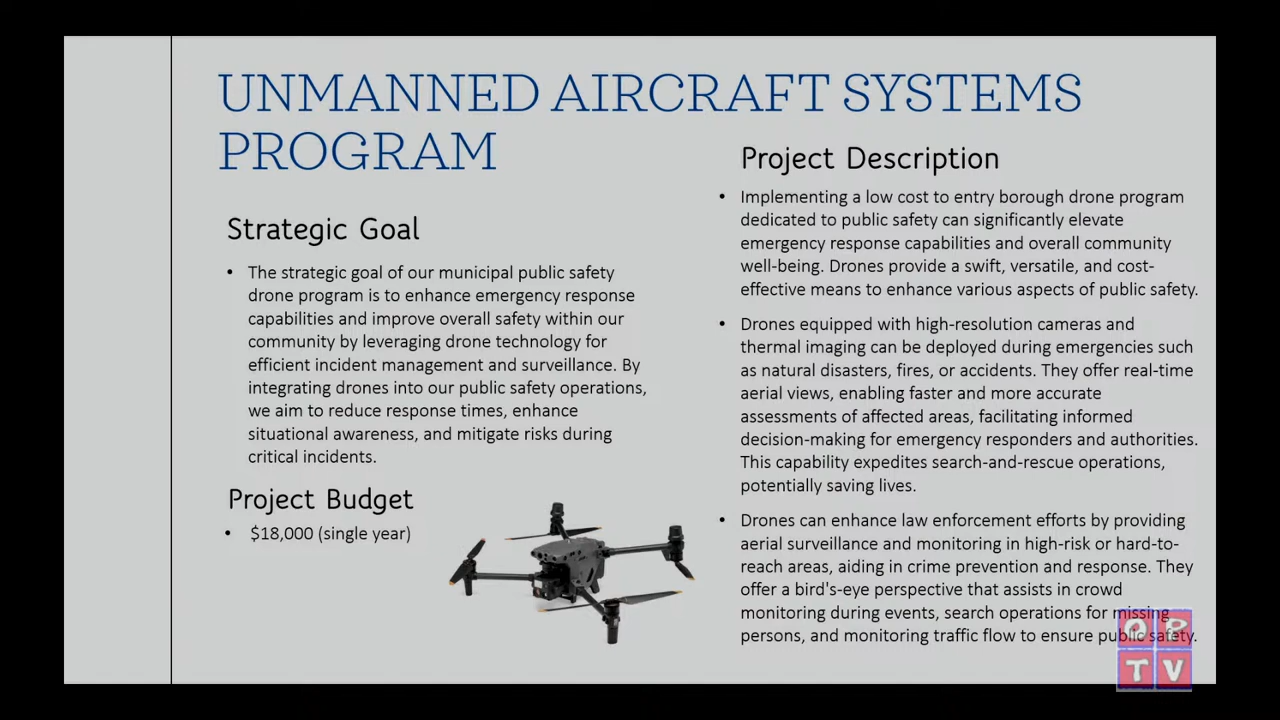 UNMANNED AIRCRAFT SYSTEMS
PROGRAM
Strategic Goal
• The strategic goal of our municipal public safety
drone program is to enhance emergency response
capabilities and improve overall safety within our
community by leveraging drone technology for
efficient incident management and surveillance. By
integrating drones into our public safety operations,
we aim to reduce response times, enhance
situational awareness, and mitigate risks during
critical incidents.
Project Budget
• $18,000 (single year)
Project Description
• Implementing a low cost to entry borough drone program
dedicated to public safety can significantly elevate
emergency response capabilities and overall community
well-being. Drones provide a swift, versatile, and cost-
effective means to enhance various aspects of public safety.
• Drones equipped with high-resolution cameras and
thermal imaging can be deployed during emergencies such
as natural disasters, fires, or accidents. They offer real-time
aerial views, enabling faster and more accurate
assessments of affected areas, facilitating informed
decision-making for emergency responders and authorities.
This capability expedites search-and-rescue operations,
potentially saving lives.
• Drones can enhance law enforcement efforts by providing
aerial surveillance and monitoring in high-risk or hard-to-
reach areas, aiding in crime prevention and response. They
offer a bird's-eye perspective that assists in crowd
monitoring during events, search operations for missing
persons, and monitoring traffic flow to ensure public safety.
OP
TV